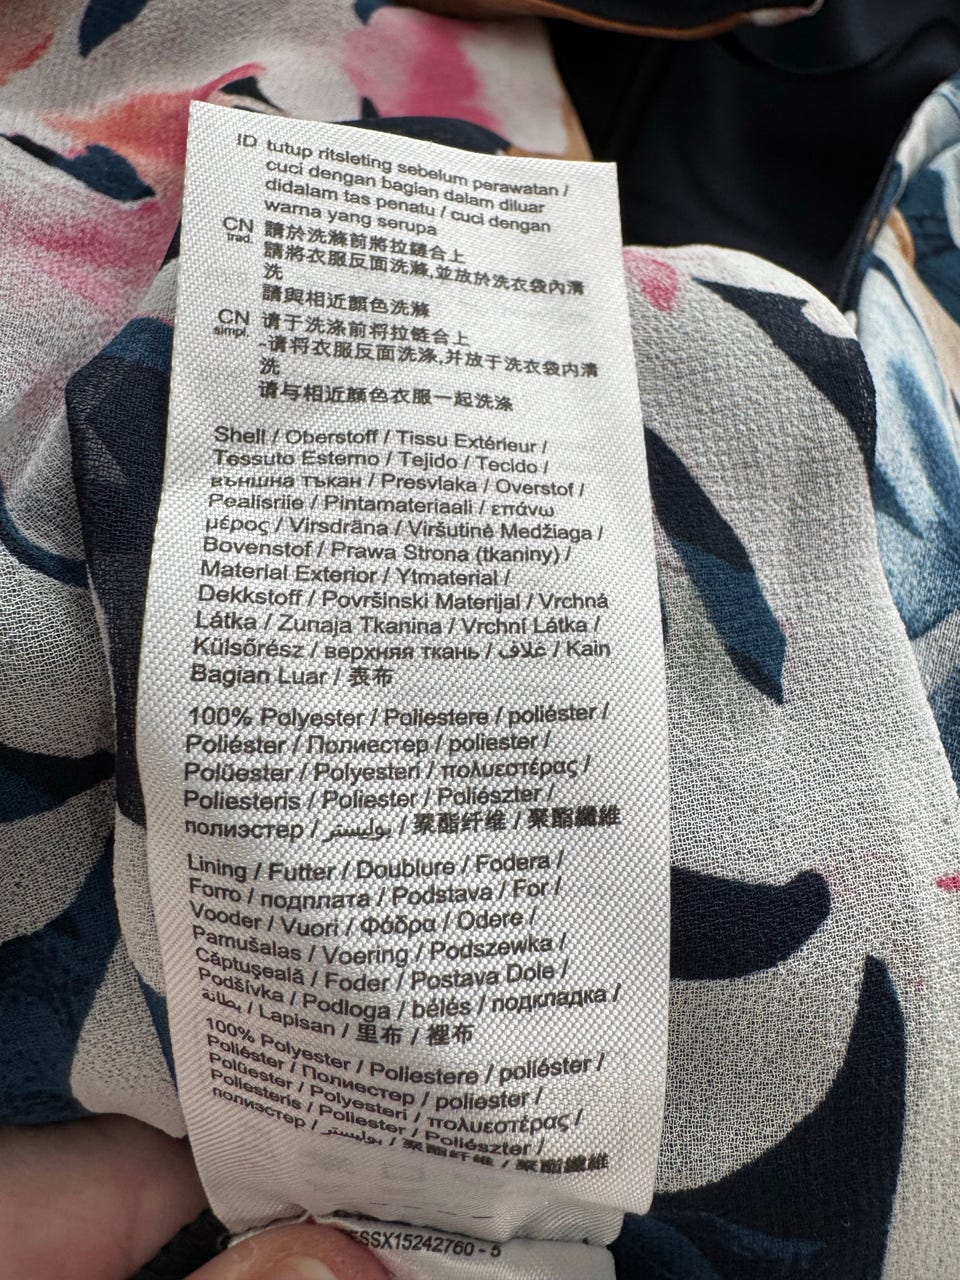 ID tutup ritsleting sebelum perawatan /
cuci dengan bagian dalam diluar
didalam tas penatu / cuci dengan
warna yang serupa
CN trad. 請於洗滌前將拉鏈合上
請將衣服反面洗滌,並放於洗衣袋內清
洗
請與相近顏色洗滌
CN simpl. 请于洗涤前将拉链合上
-请将衣服反面洗涤,并放于洗衣袋内清
洗
请与相近颜色衣服一起洗涤
Shell / Oberstoff / Tissu Extérieur /
Tessuto Esterno / Tejido / Tecido /
външна тъкан / Presvlaka / Overstof /
Pealisriie / Pintamateriaali / επάνω
μέρος / Virsdrāna / Viršutinė Medžiaga /
Bovenstof / Prawa Strona (tkaniny) /
Material Exterior / Ytmaterial /
Dekkstoff / Površinski Materijal / Vrchná
Látka / Zunaja Tkanina / Vrchní Látka /
Külsőrész / верхняя ткань / غلاف / Kain
Bagian Luar / 表布
100% Polyester / Poliestere / poliéster /
Poliéster / Полиестер / poliester /
Polüester / Polyesteri / πολυεστέρας /
Poliesteris / Poliester / Poliészter /
полиэстер / بوليستر / 聚酯纤维 / 聚酯纖維
Lining / Futter / Doublure / Fodera /
Forro / подплата / Podstava / For /
Vooder / Vuori / Φόδρα / Odere /
Pamušalas / Voering / Podszewka /
Căptuşeală / Foder / Postava Dole /
Podšívka / Podloga / bélés / подкладка /
بطانة / Lapisan / 里布 / 裡布
100% Polyester / Poliestere / poliéster /
Poliéster / Полиестер / poliester /
Polüester / Polyesteri / πολυεστέρας /
Poliesteris / Poliester / Poliészter /
полиэстер / بوليستر / 聚酯纤维 / 聚酯纖維
ESSX15242760 - 5